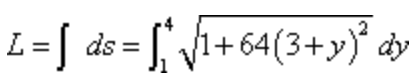 L = ∫ ds = ∫₁⁴ √(1+64(3+y)²) dy